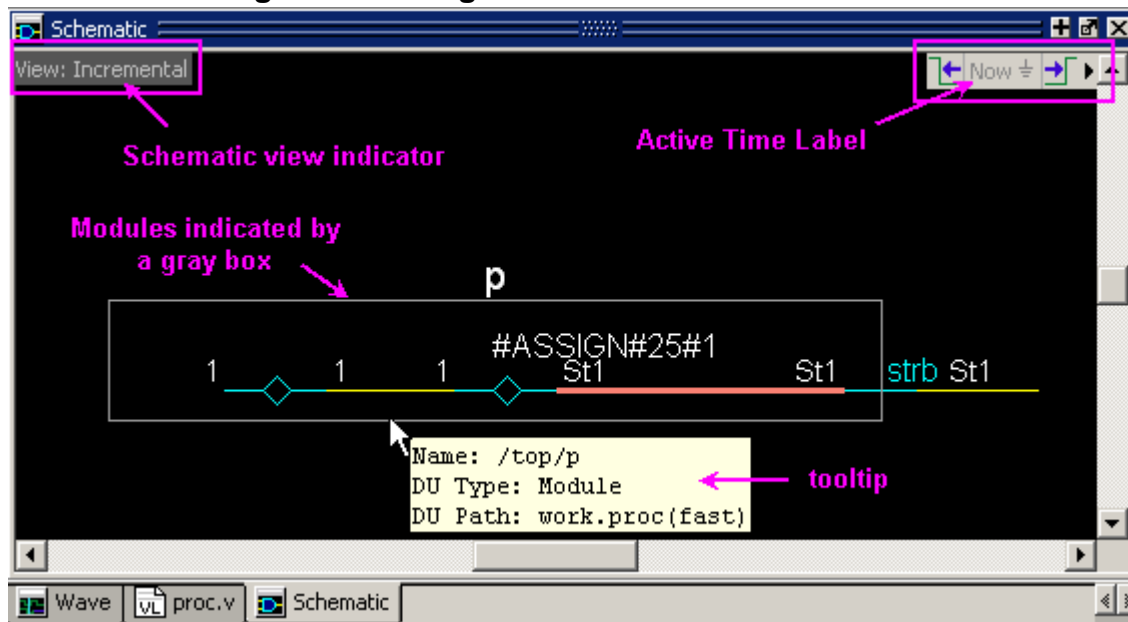 Schematic
View: Incremental
Now
Schematic view indicator
Active Time Label
Modules indicated by
a gray box
p
#ASSIGN#25#1
1 1 1 St1 St1 strb St1
Name: /top/p
DU Type: Module
DU Path: work.proc(fast)
tooltip
Wave
VL
proc.v
Schematic